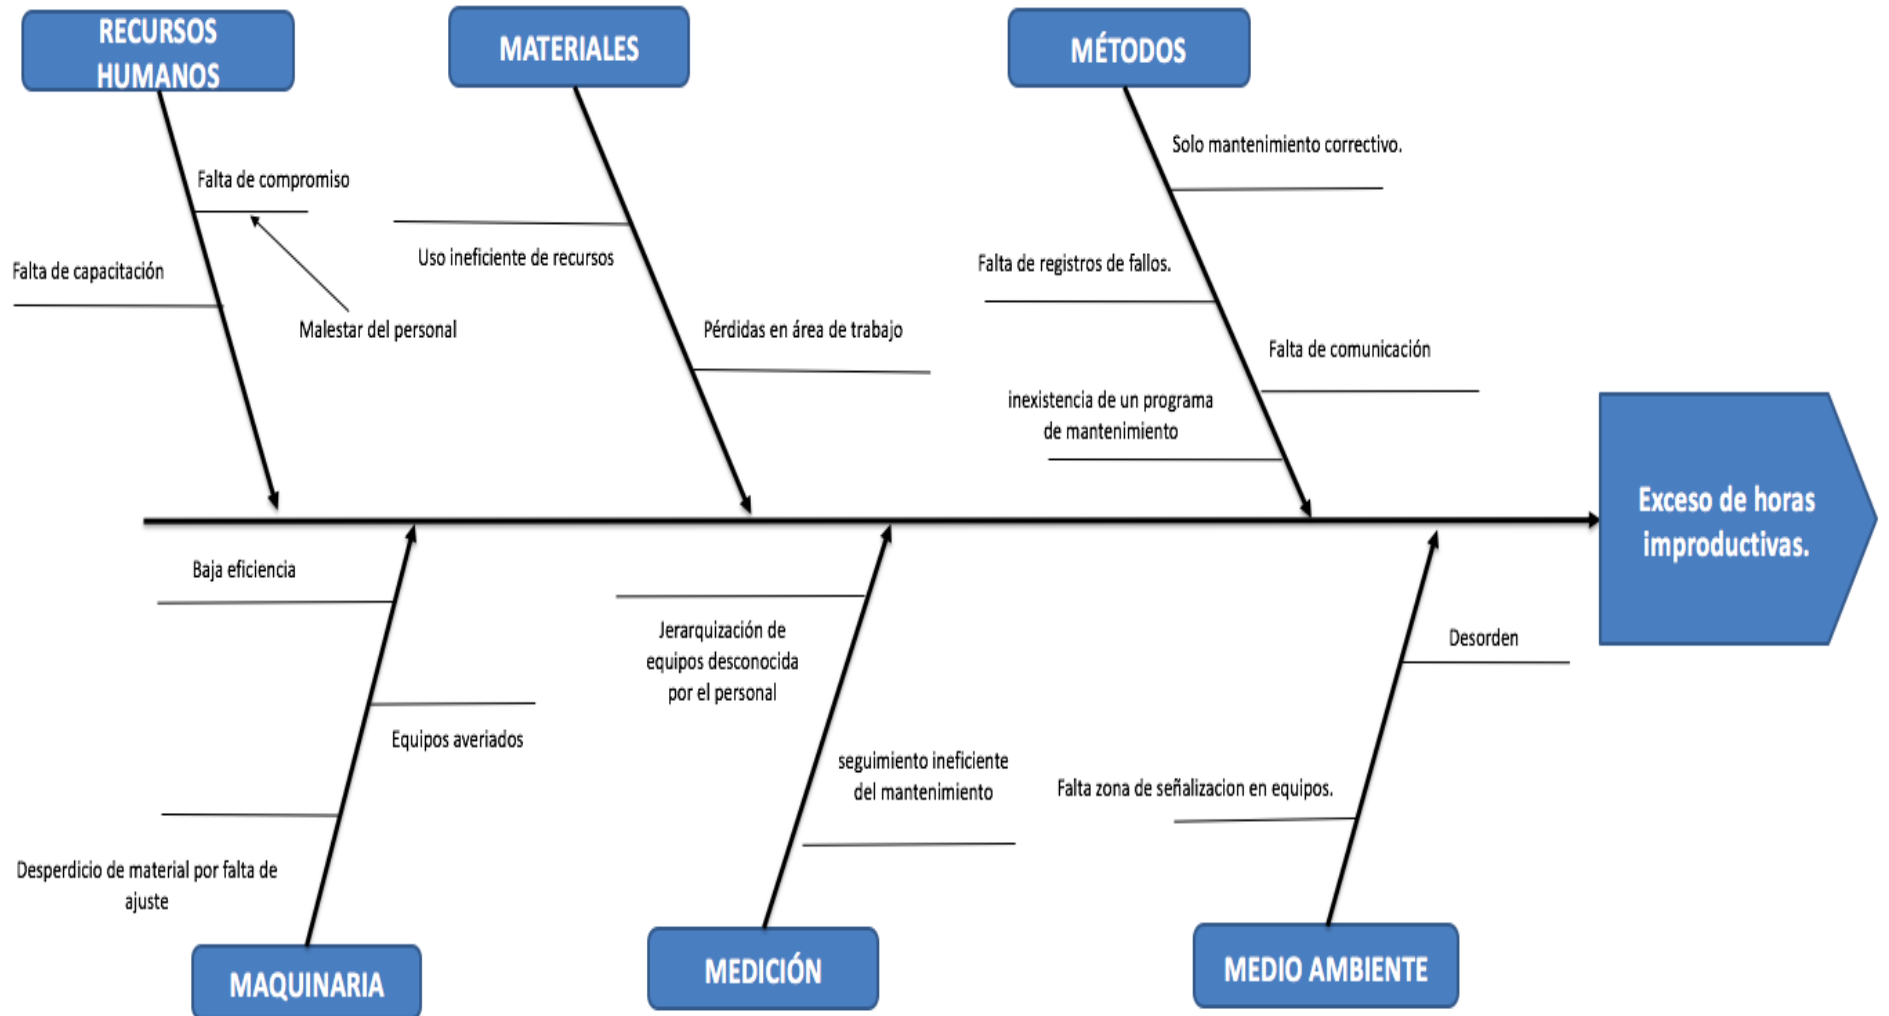 RECURSOS
HUMANOS
MATERIALES
MÉTODOS
Solo mantenimiento correctivo.
Falta de compromiso
Uso ineficiente de recursos
Falta de registros de fallos.
Falta de capacitación
Malestar del personal
Pérdidas en área de trabajo
Falta de comunicación
inexistencia de un programa
de mantenimiento
Exceso de horas
improductivas.
Baja eficiencia
Jerarquización de
equipos desconocida
por el personal
Desorden
Equipos averiados
seguimiento ineficiente
del mantenimiento
Falta zona de señalizacion en equipos.
Desperdicio de material por falta de
ajuste
MAQUINARIA
MEDICIÓN
MEDIO AMBIENTE